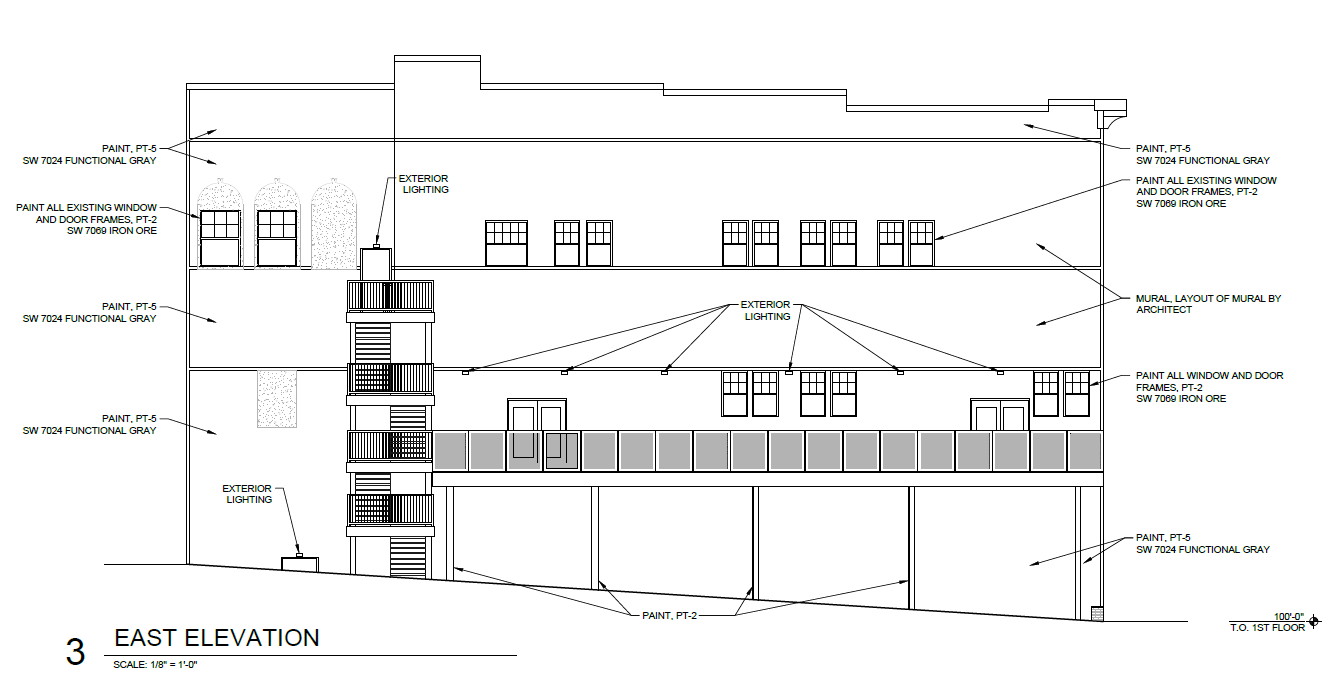 PAINT, PT-5
SW 7024 FUNCTIONAL GRAY
PAINT ALL EXISTING WINDOW
AND DOOR FRAMES, PT-2
SW 7069 IRON ORE
PAINT, PT-5
SW 7024 FUNCTIONAL GRAY
PAINT, PT-5
SW 7024 FUNCTIONAL GRAY
EXTERIOR
LIGHTING
EXTERIOR
LIGHTING
EXTERIOR
LIGHTING
PAINT, PT-2
PAINT, PT-5
SW 7024 FUNCTIONAL GRAY
PAINT ALL EXISTING WINDOW
AND DOOR FRAMES, PT-2
SW 7069 IRON ORE
MURAL, LAYOUT OF MURAL BY
ARCHITECT
PAINT ALL WINDOW AND DOOR
FRAMES, PT-2
SW 7069 IRON ORE
PAINT, PT-5
SW 7024 FUNCTIONAL GRAY
100'-0"
T.O. 1ST FLOOR
3
EAST ELEVATION
SCALE: 1/8" = 1'-0"